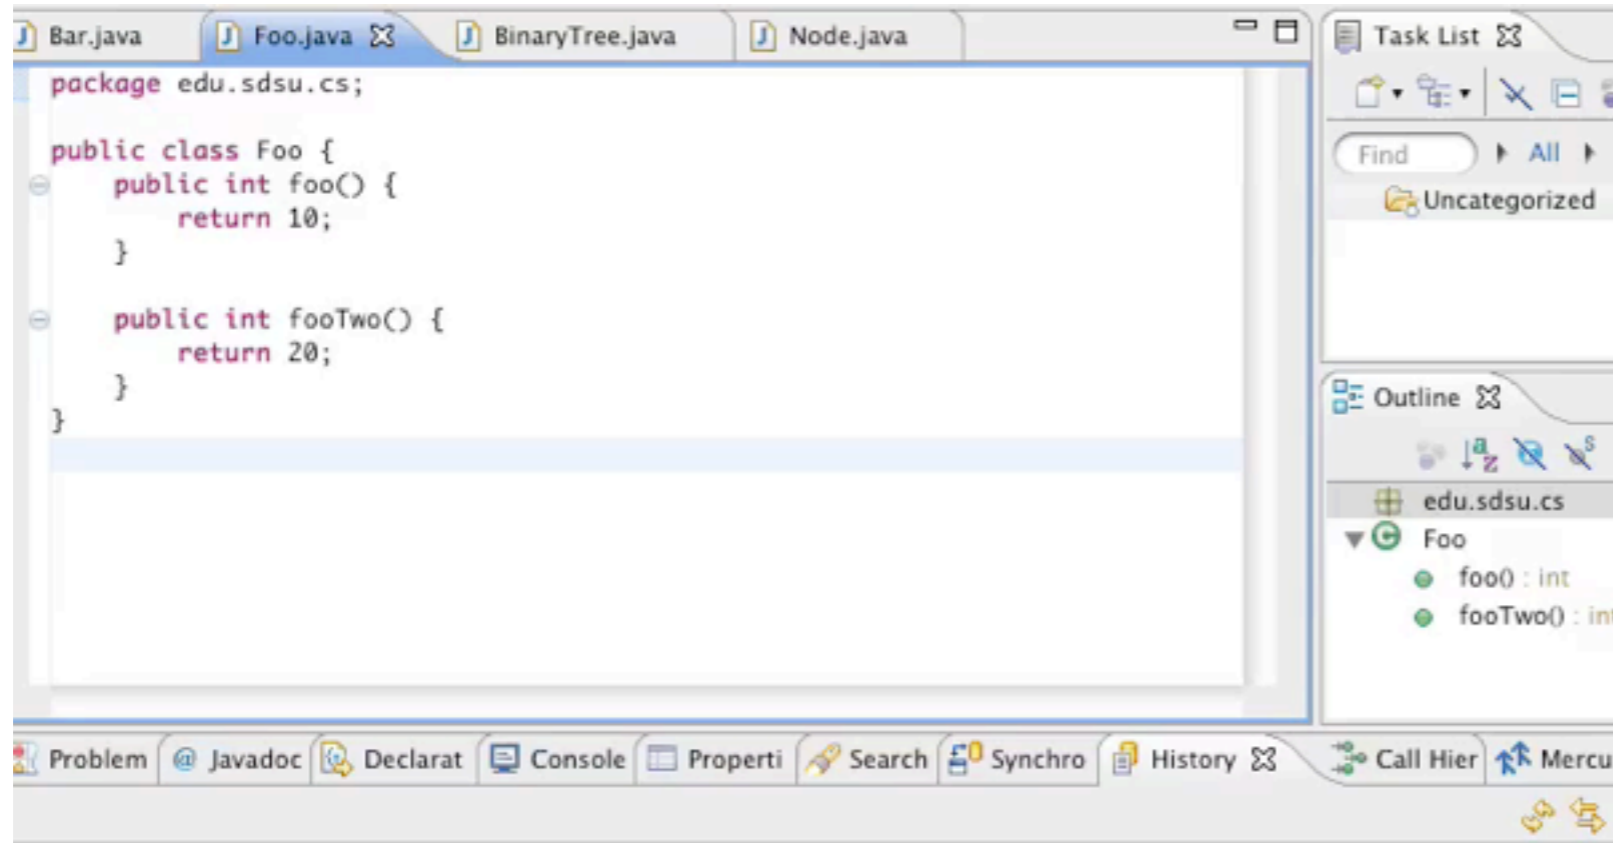 Bar.java
Foo.java
BinaryTree.java
Node.java
package edu.sdsu.cs;
public class Foo {
public int foo() {
return 10;
}
public int fooTwo() {
return 20;
}
}
Task List
Find
All
Uncategorized
Outline
edu.sdsu.cs
Foo
foo() : int
fooTwo() : int
Problem
@ Javadoc
Declarat
Console
Properti
Search
Synchro
History
Call Hier
Mercu